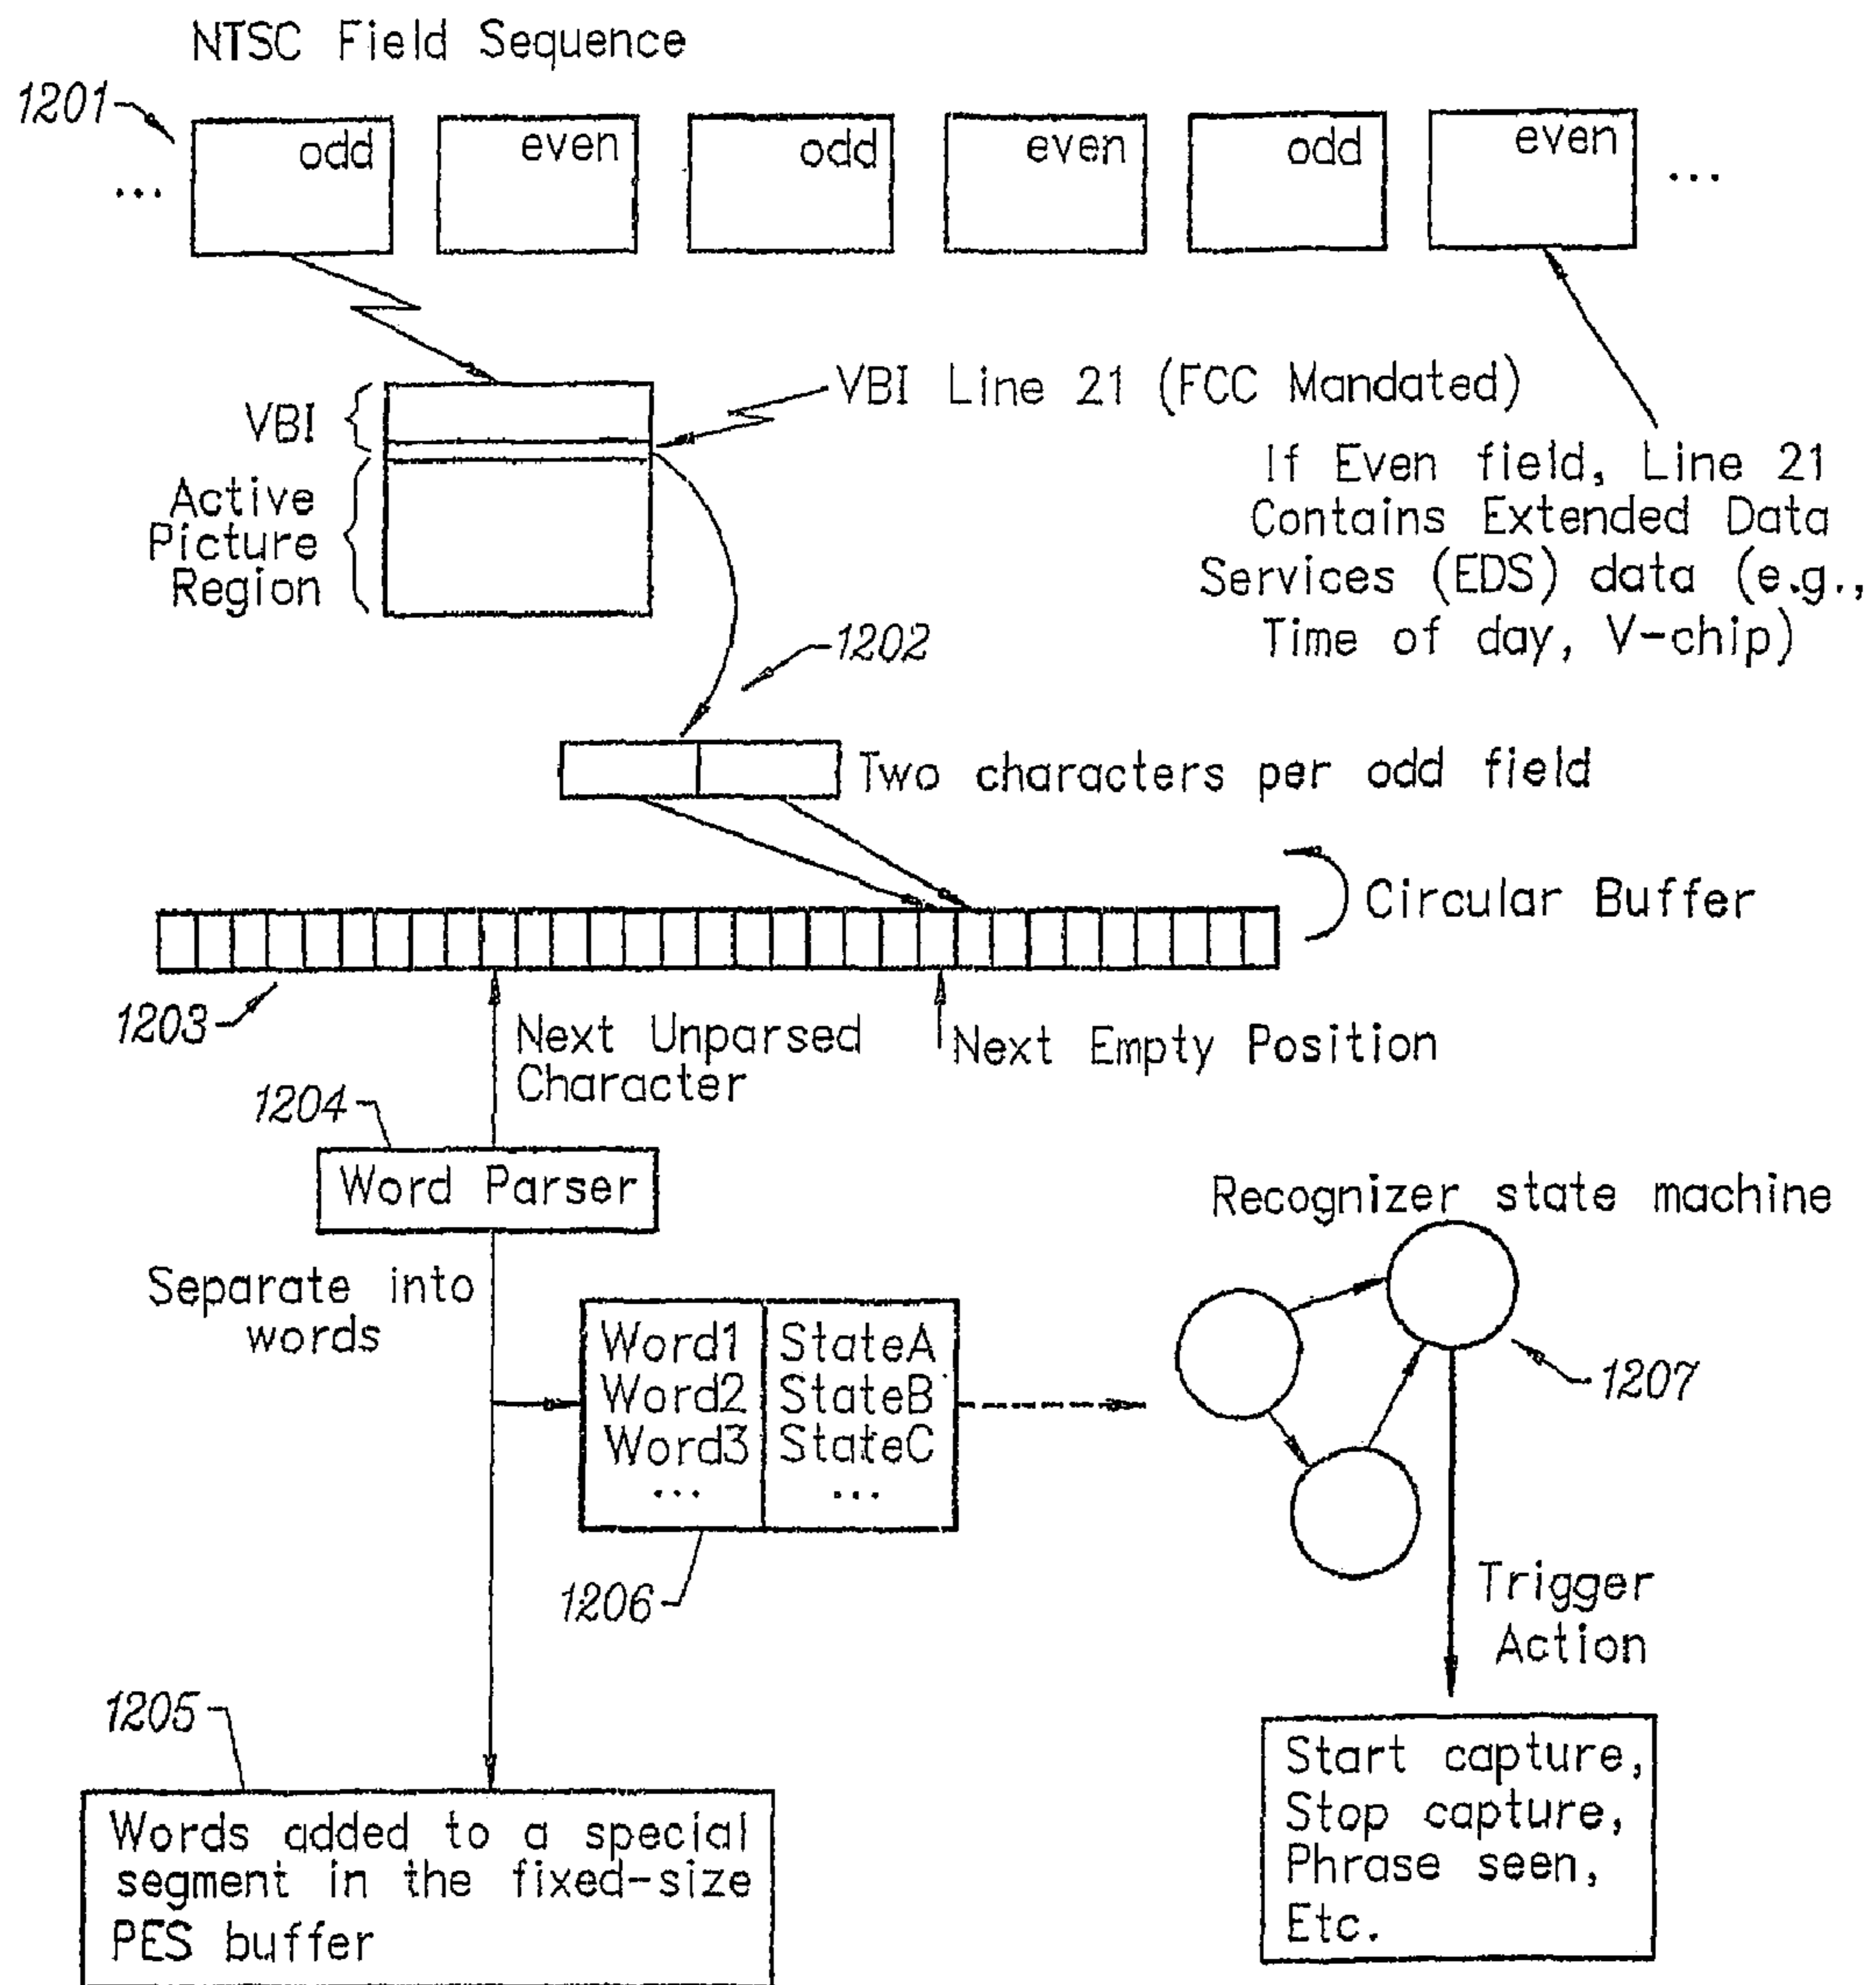 NTSC Field Sequence
1201
odd
even
odd
even
odd
even
...
...
VBI
VBI Line 21 (FCC Mandated)
Active
Picture
Region
If Even field, Line 21
Contains Extended Data
Services (EDS) data (e.g.,
Time of day, V-chip)
1202
Two characters per odd field
Circular Buffer
1203
Next Unparsed
Character
Next Empty Position
1204
Word Parser
Separate into
words
Word1 StateA
Word2 StateB
Word3 StateC
... ...
1206
Recognizer state machine
1207
Trigger
Action
1205
Words added to a special
segment in the fixed-size
PES buffer
Start capture,
Stop capture,
Phrase seen,
Etc.